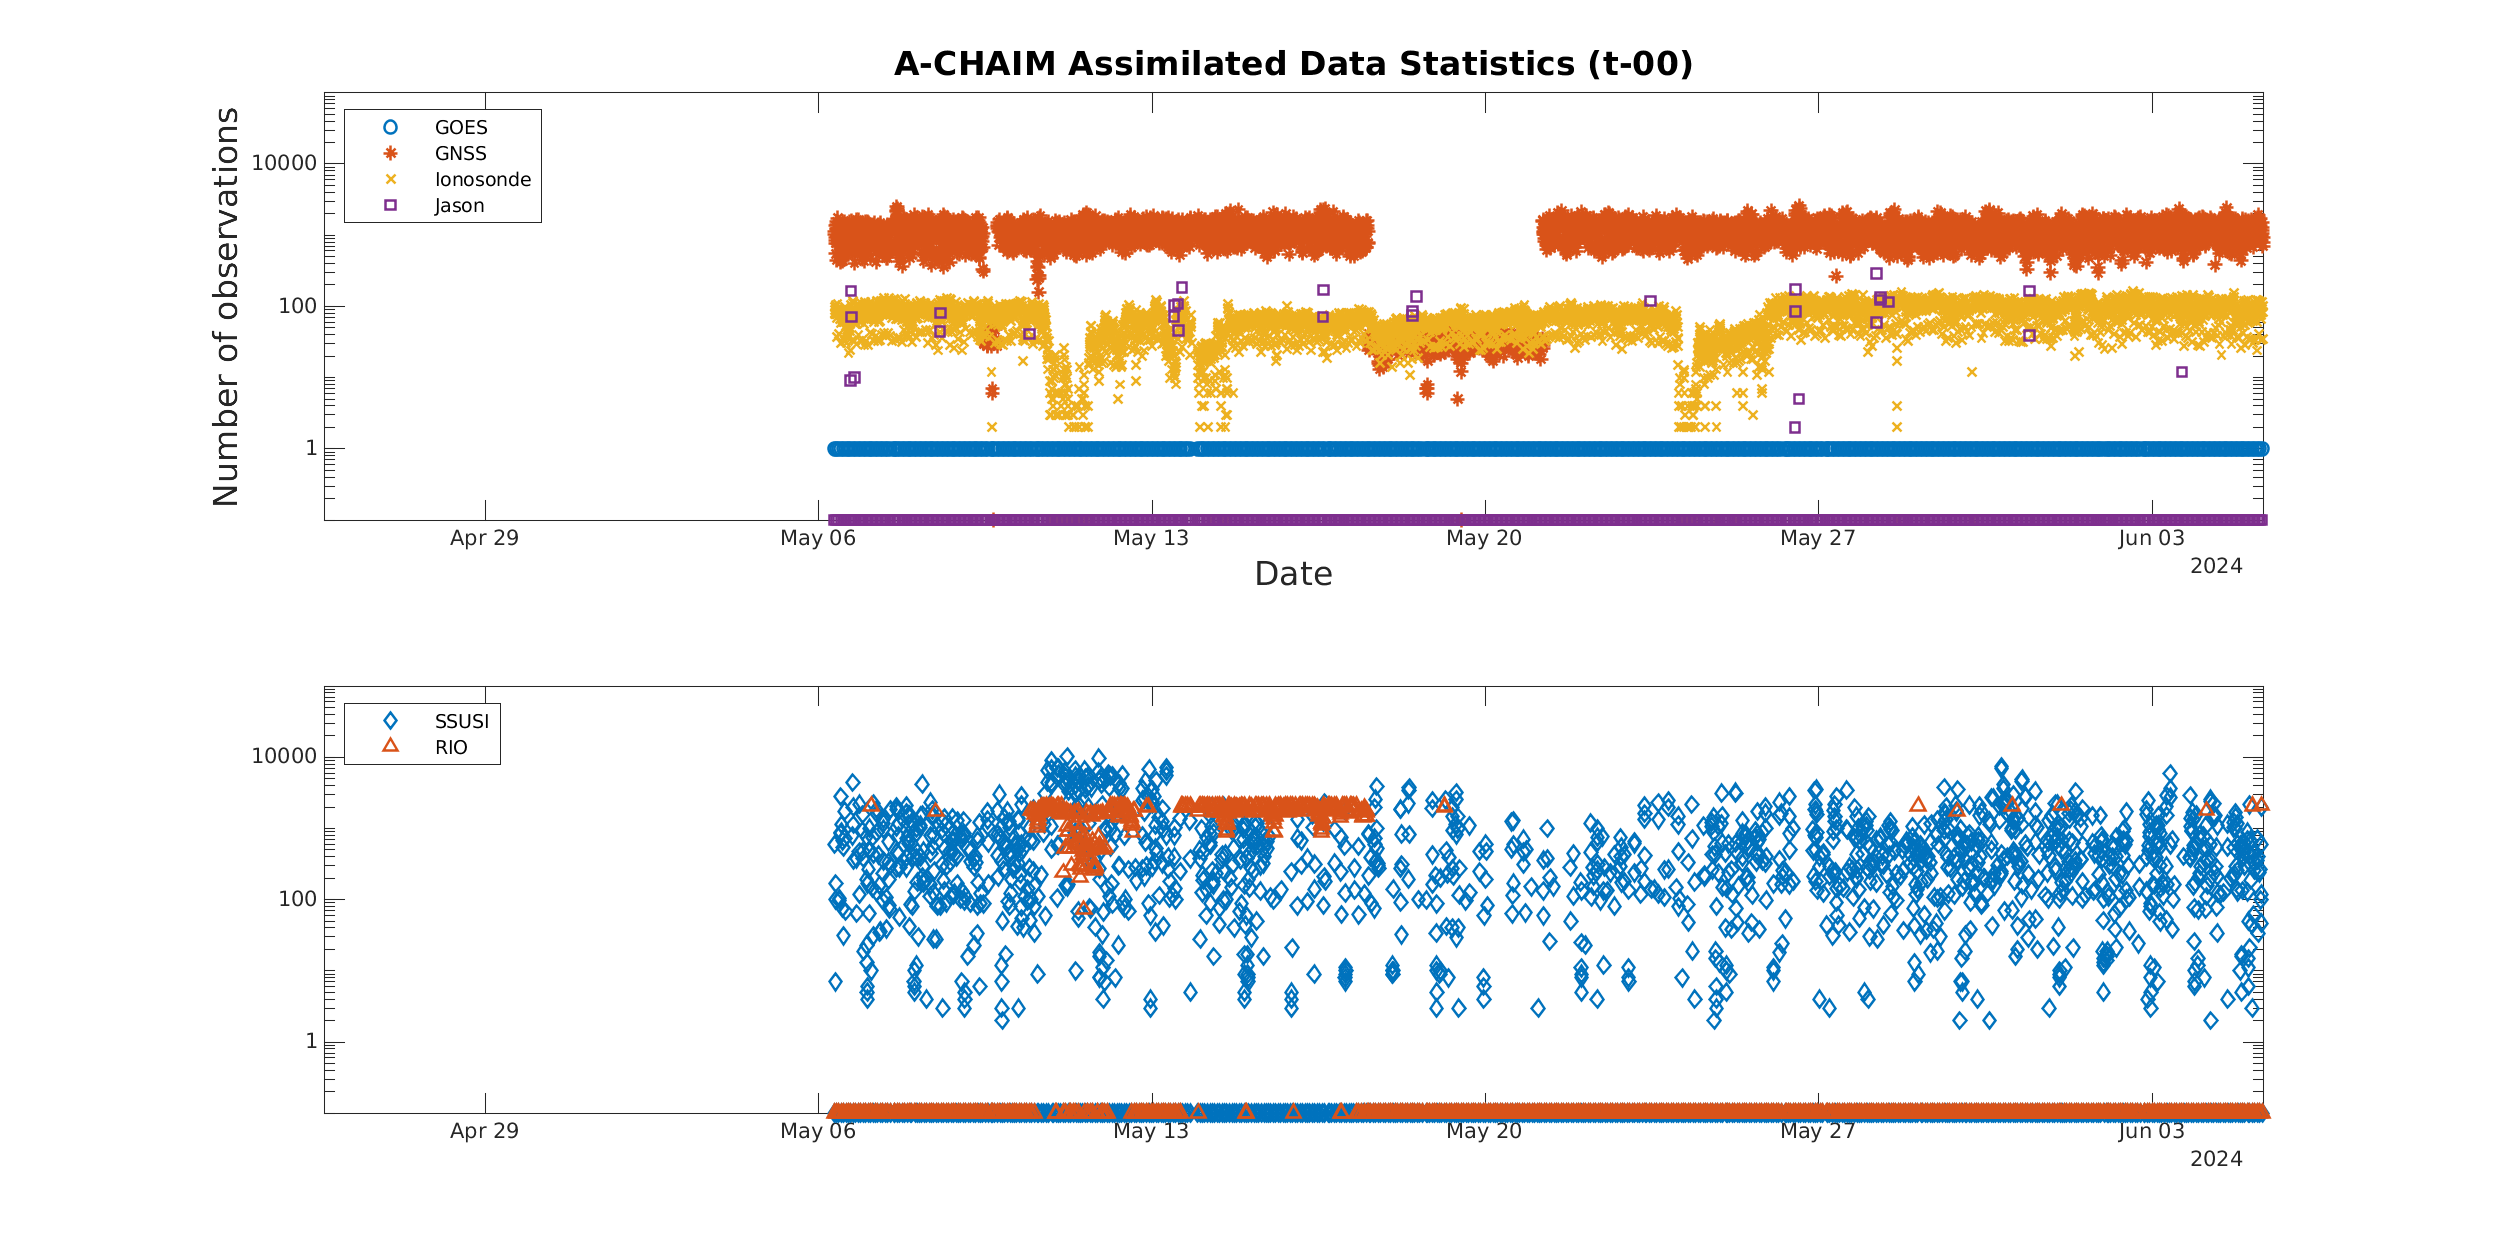 A-CHAIM Assimilated Data Statistics (t-00)
Number of observations
GOES
GNSS
Ionosonde
Jason
10000
100
1
Apr 29
May 06
May 13
May 20
May 27
Jun 03
2024
Date
SSUSI
RIO
10000
100
1
Apr 29
May 06
May 13
May 20
May 27
Jun 03
2024